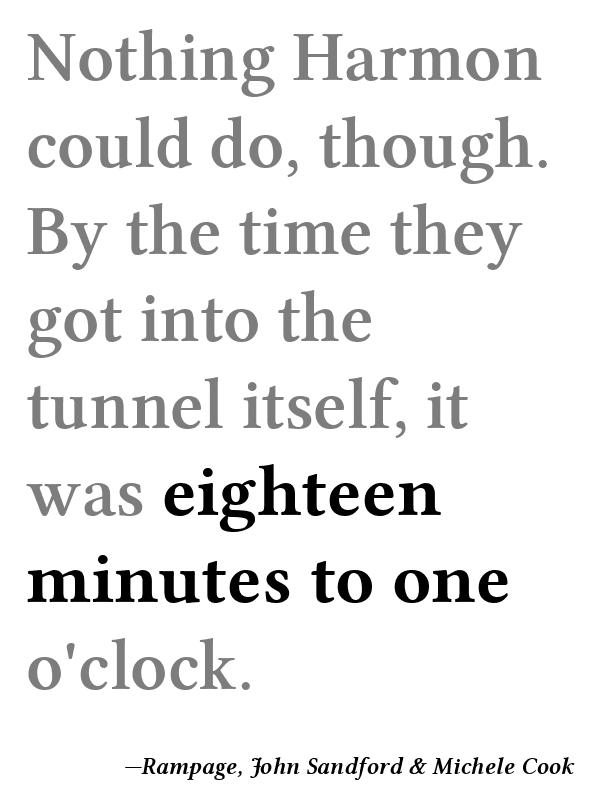 Nothing Harmon
could do, though.
By the time they
got into the
tunnel itself, it
was eighteen
minutes to one
o'clock.
—Rampage, John Sandford & Michele Cook